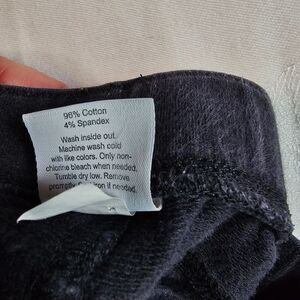 96% Cotton
4% Spandex
Wash inside out.
Machine wash cold
with like colors. Only non-
chlorine bleach when needed.
Tumble dry low. Remove
promptly. iron if needed.